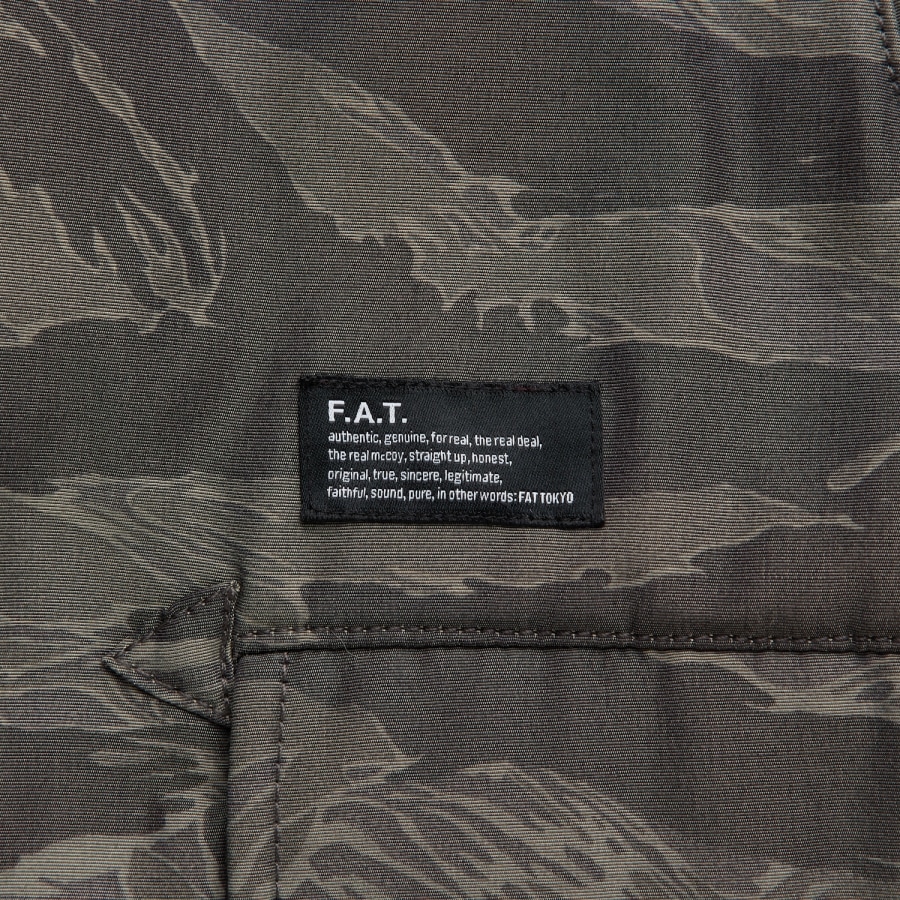 F.A.T.
authentic, genuine, for real, the real deal,
the real mccoy, straight up, honest,
original, true, sincere, legitimate,
faithful, sound, pure, in other words: FAT TOKYO